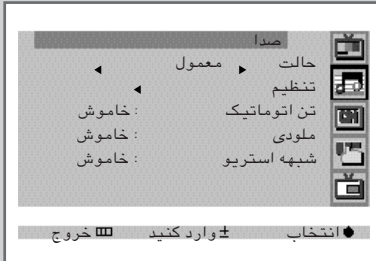 صدا
حالت معمول
تنظیم
تن اتوماتیک : خاموش
ملودی : خاموش
شبهه استریو : خاموش
انتخاب ± وارد کنید خروج